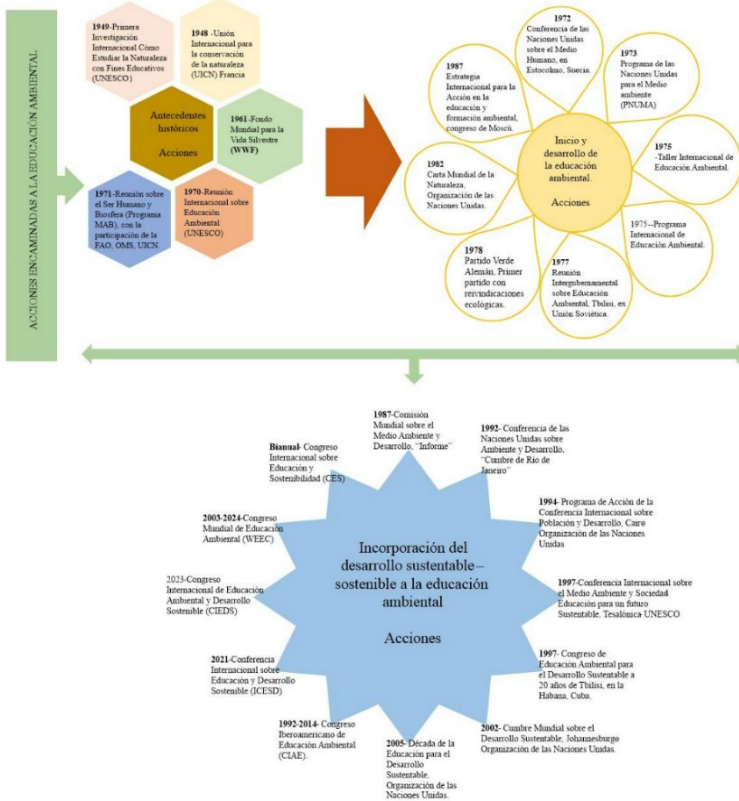 ACCIONES ENCAMINADAS A LA EDUCACIÓN AMBIENTAL
1949-Primera
Investigación
Internacional Cómo
Estudiar la Naturaleza
con Fines Educativos
(UNESCO)
1948 -Unión
Internacional para
la conservación de
la naturaleza
(UICN) Francia
Antecedentes
históricos
Acciones
1961-Fondo
Mundial para la
Vida Silvestre
(WWF)
1971-Reunión sobre
el Ser Humano y
Biosfera (Programa
MAB), con la
participación de la
FAO, OMS, UICN.
1970-Reunión
Internacional sobre
Educación
Ambiental
(UNESCO)
1972
Conferencia de las
Naciones Unidas
sobre el Medio
Humano, en
Estocolmo, Suecia.
1973
Programa de las
Naciones Unidas
para el Medio
ambiente
(PNUMA)
1975
-Taller Internacional de
Educación Ambiental.
1975--Programa
Internacional de
Educación Ambiental.
1977
Reunión
Intergubernamental
sobre Educación
Ambiental, Tbilisi, ex
Unión Soviética.
1978
Partido Verde
Alemán, Primer
partido con
reivindicaciones
ecológicas.
1982
Carta Mundial de la
Naturaleza,
Organización de las
Naciones Unidas.
1987
Estrategia
Internacional para
la Acción en la
educación y
formación ambiental,
congreso de Moscú.
Inicio y
desarrollo de
la educación
ambiental.
Acciones
1987-Comisión
Mundial sobre el
Medio Ambiente y
Desarrollo, “Informe”
1992- Conferencia de las
Naciones Unidas sobre
Ambiente y Desarrollo,
“Cumbre de Río de
Janeiro”
1994- Programa de Acción de la
Conferencia Internacional sobre
Población y Desarrollo, Cairo
Organización de las Naciones
Unidas
1997-Conferencia Internacional sobre
el Medio Ambiente y Sociedad
Educación para un futuro
Sustentable. Tesalónica-UNESCO
1997- Congreso de
Educación Ambiental para
el Desarrollo Sustentable a
20 años de Tbilisi, en la
Habana, Cuba.
2002- Cumbre Mundial sobre el
Desarrollo Sustentable, Johannesburgo
Organización de las Naciones Unidas.
2005- Década de la
Educación para el
Desarrollo
Sustentable,
Organización de las
Naciones Unidas.
1992-2014- Congreso
Iberoamericano de
Educación Ambiental
(CIAE).
2021-Conferencia
Internacional sobre
Educación y Desarrollo
Sostenible (ICESD)
2023-Congreso
Internacional de Educación
Ambiental y Desarrollo
Sostenible (CIEDS)
2003-2024-Congreso
Mundial de Educación
Ambiental (WEEC)
Bianual- Congreso
Internacional sobre
Educación y
Sostenibilidad (CES)
Incorporación del
desarrollo sustentable–
sostenible a la educación
ambiental
Acciones